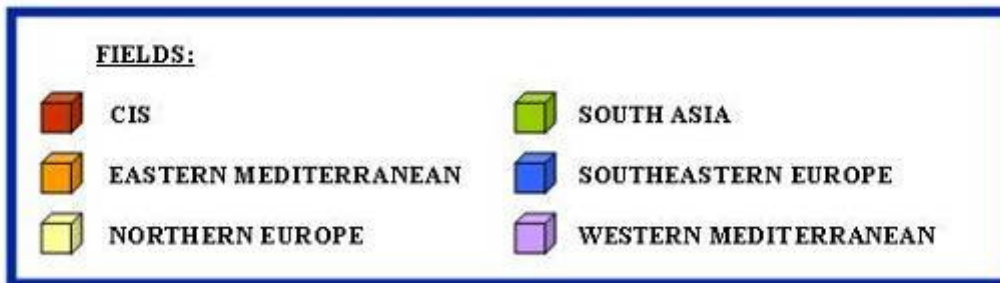 FIELDS:
CIS
EASTERN MEDITERRANEAN
NORTHERN EUROPE
SOUTH ASIA
SOUTHEASTERN EUROPE
WESTERN MEDITERRANEAN